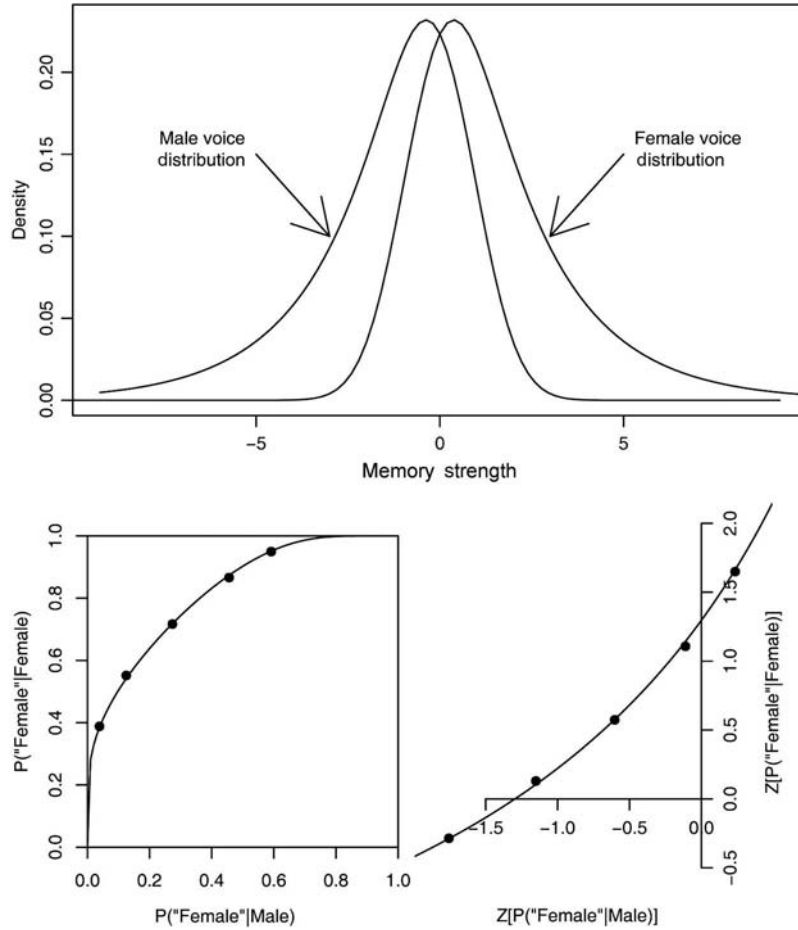 Male voice
distribution
Female voice
distribution
Density
0.00
0.05
0.10
0.15
0.20
−5
0
5
Memory strength
P("Female"|Female)
0.0
0.2
0.4
0.6
0.8
1.0
0.0 0.2 0.4 0.6 0.8 1.0
P("Female"|Male)
−0.5
0.0
0.5
1.0
1.5
2.0
−1.5 −1.0 −0.5 0.0
Z[P("Female"|Female)]
Z[P("Female"|Male)]